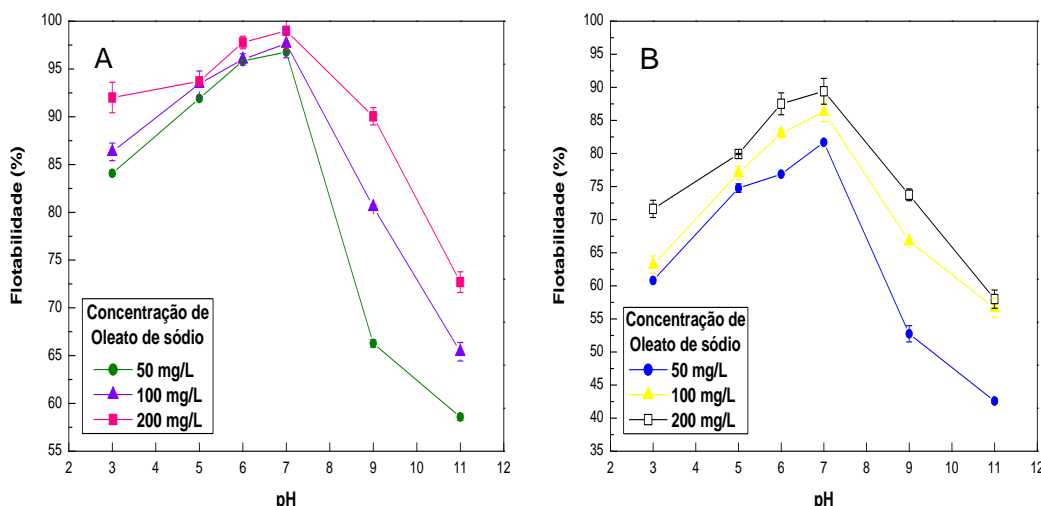 A
Flotabilidade (%)
100
95
90
85
80
75
70
65
60
55
Concentração de
Oleato de sódio
50 mg/L
100 mg/L
200 mg/L
2 3 4 5 6 7 8 9 10 11 12
pH
B
Flotabilidade (%)
100
95
90
85
80
75
70
65
60
55
50
45
40
35
Concentração de
Oleato de sódio
50 mg/L
100 mg/L
200 mg/L
2 3 4 5 6 7 8 9 10 11 12
pH